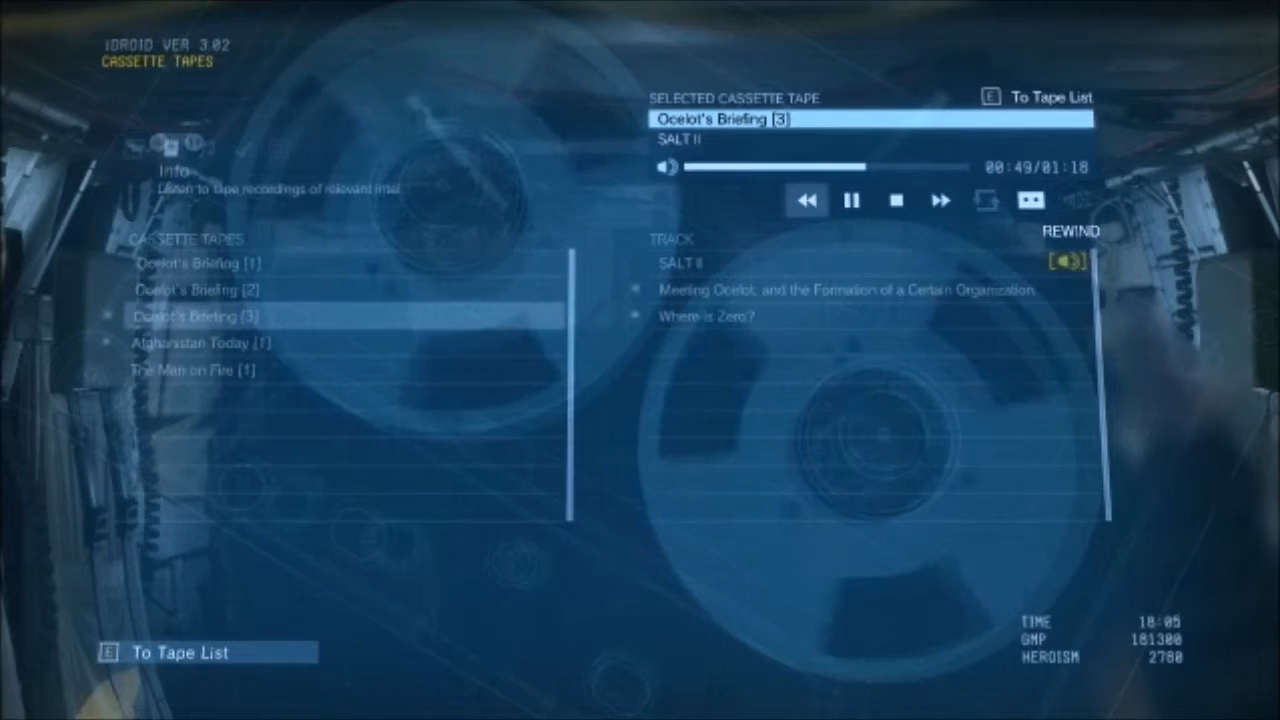 iDROID VER 3.02
CASSETTE TAPES
SELECTED CASSETTE TAPE
E To Tape List
Ocelot's Briefing [3]
SALT II
00:49/01:18
REWIND
Info
Listen to tape recordings of relevant intel.
CASSETTE TAPES
Ocelot's Briefing [1]
Ocelot's Briefing [2]
Ocelot's Briefing [3]
Afghanistan Today [1]
The Man on Fire [1]
TRACK
SALT II
Meeting Ocelot, and the Formation of a Certain Organization
Where is Zero?
E To Tape List
TIME 18:05
GMP 181300
HEROISM 2780